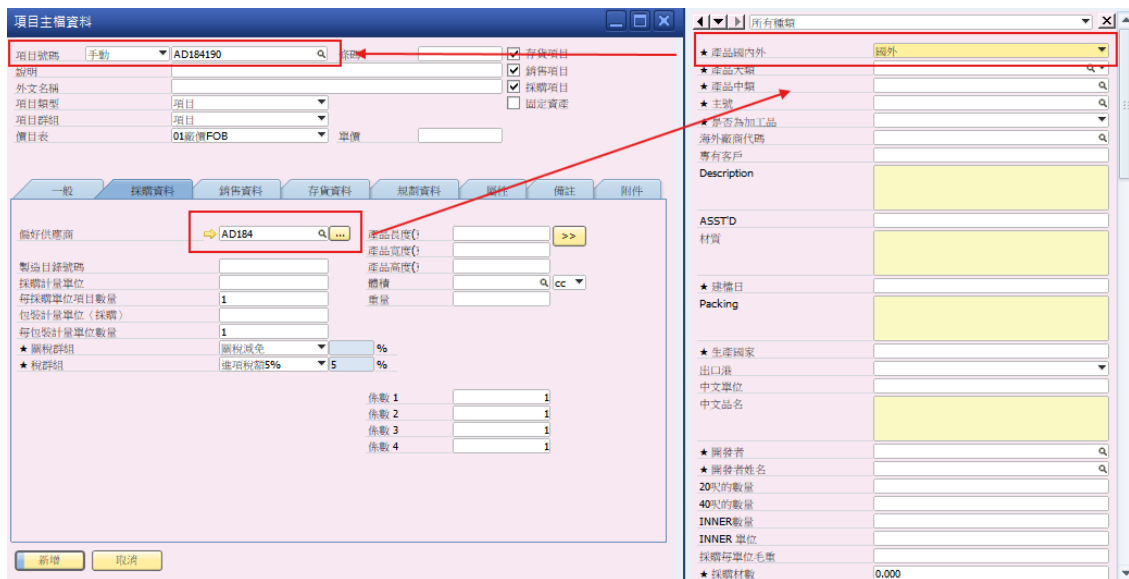 項目主檔資料
項目號碼 手動 AD184190 條碼 存貨項目
說明 銷售項目
外文名稱 採購項目
項目類型 項目 固定資產
項目群組 項目
價目表 01廠價FOB 單價
一般 採購資料 銷售資料 存貨資料 規劃資料 屬性 備註 附件
偏好供應商 AD184 ... 產品長度( >>
產品寬度(
製造目錄號碼 產品高度(
採購計量單位 體積 cc
每採購單位項目數量 1 重量
包裝計量單位（採購）
每包裝計量單位數量 1
★ 關稅群組 關稅減免 %
★ 稅群組 進項稅額5% 5 %
係數 1 1
係數 2 1
係數 3 1
係數 4 1
新增 取消
所有種類
★ 產品國內外 國外
★ 產品大類
★ 產品中類
★ 主號
★ 是否為加工品
海外廠商代碼
專有客戶
Description
ASST'D
材質
★ 建檔日
Packing
★ 生產國家
出口港
中文單位
中文品名
★ 開發者
★ 開發者姓名
20呎的數量
40呎的數量
INNER數量
INNER 單位
採購每單位毛重
★ 採購材數 0.000